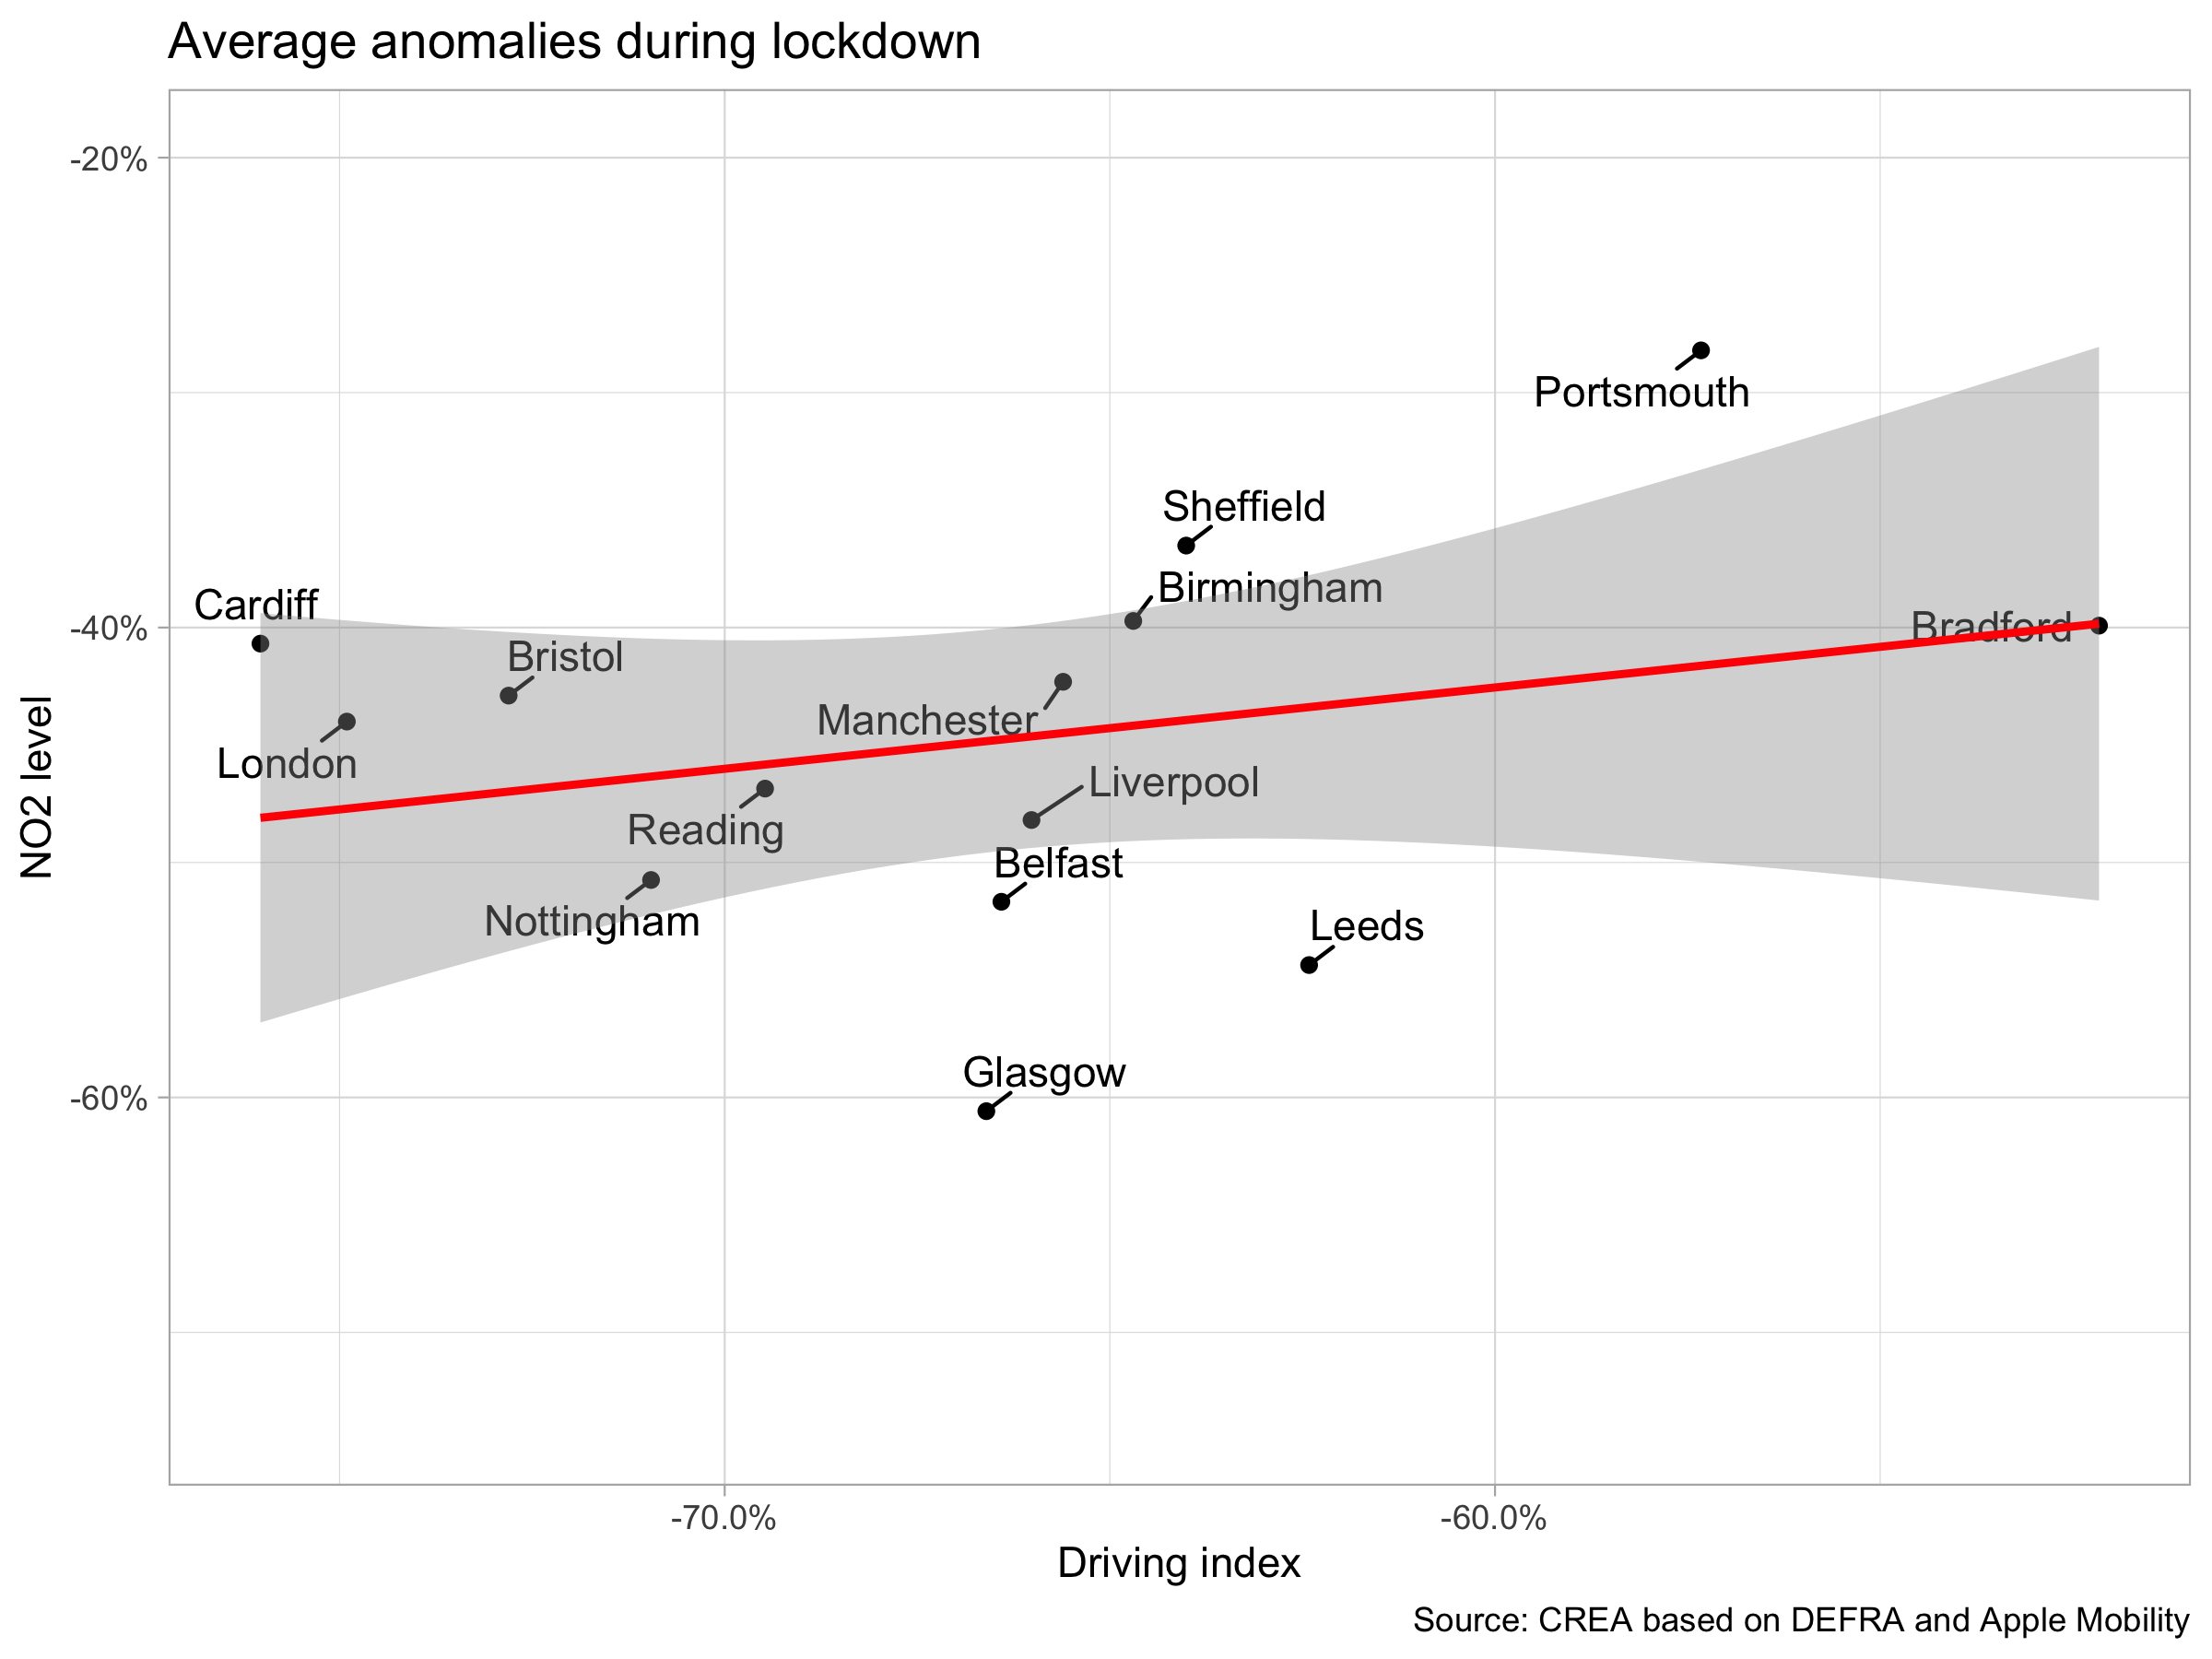 Average anomalies during lockdown
-20%
Portsmouth
Sheffield
Birmingham
Cardiff
-40%
Bradford
Bristol
Manchester
London
Liverpool
Reading
Belfast
Nottingham
Leeds
Glasgow
-60%
NO2 level
-70.0%
-60.0%
Driving index
Source: CREA based on DEFRA and Apple Mobility